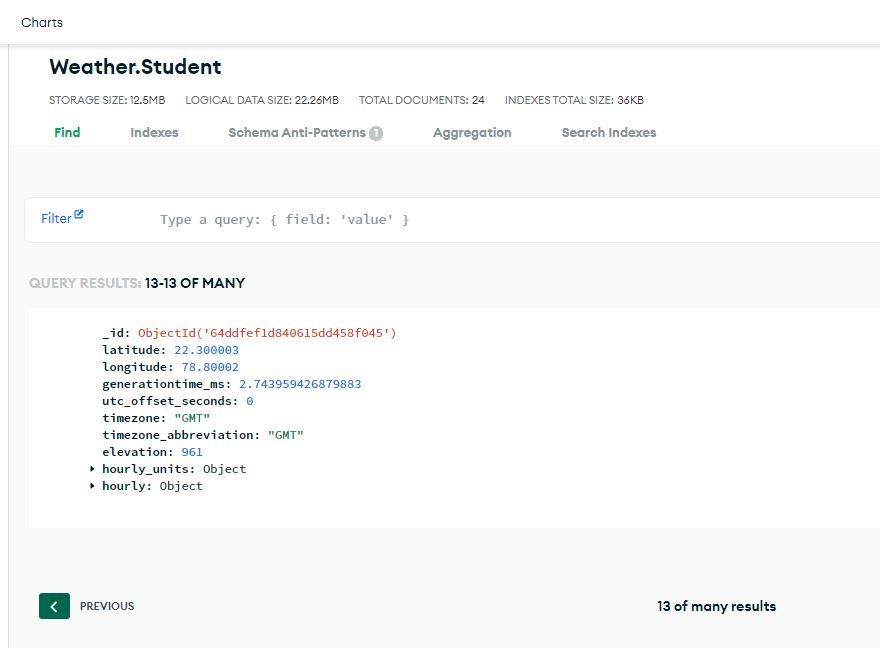 Charts
Weather.Student
STORAGE SIZE: 12.5MB LOGICAL DATA SIZE: 22.26MB TOTAL DOCUMENTS: 24 INDEXES TOTAL SIZE: 36KB
Find Indexes Schema Anti-Patterns 1 Aggregation Search Indexes
Filter Type a query: { field: 'value' }
QUERY RESULTS: 13-13 OF MANY
_id: ObjectId('64ddfef1d840615dd458f045')
latitude: 22.300003
longitude: 78.80002
generationtime_ms: 2.743959426879883
utc_offset_seconds: 0
timezone: "GMT"
timezone_abbreviation: "GMT"
elevation: 961
hourly_units: Object
hourly: Object
PREVIOUS 13 of many results